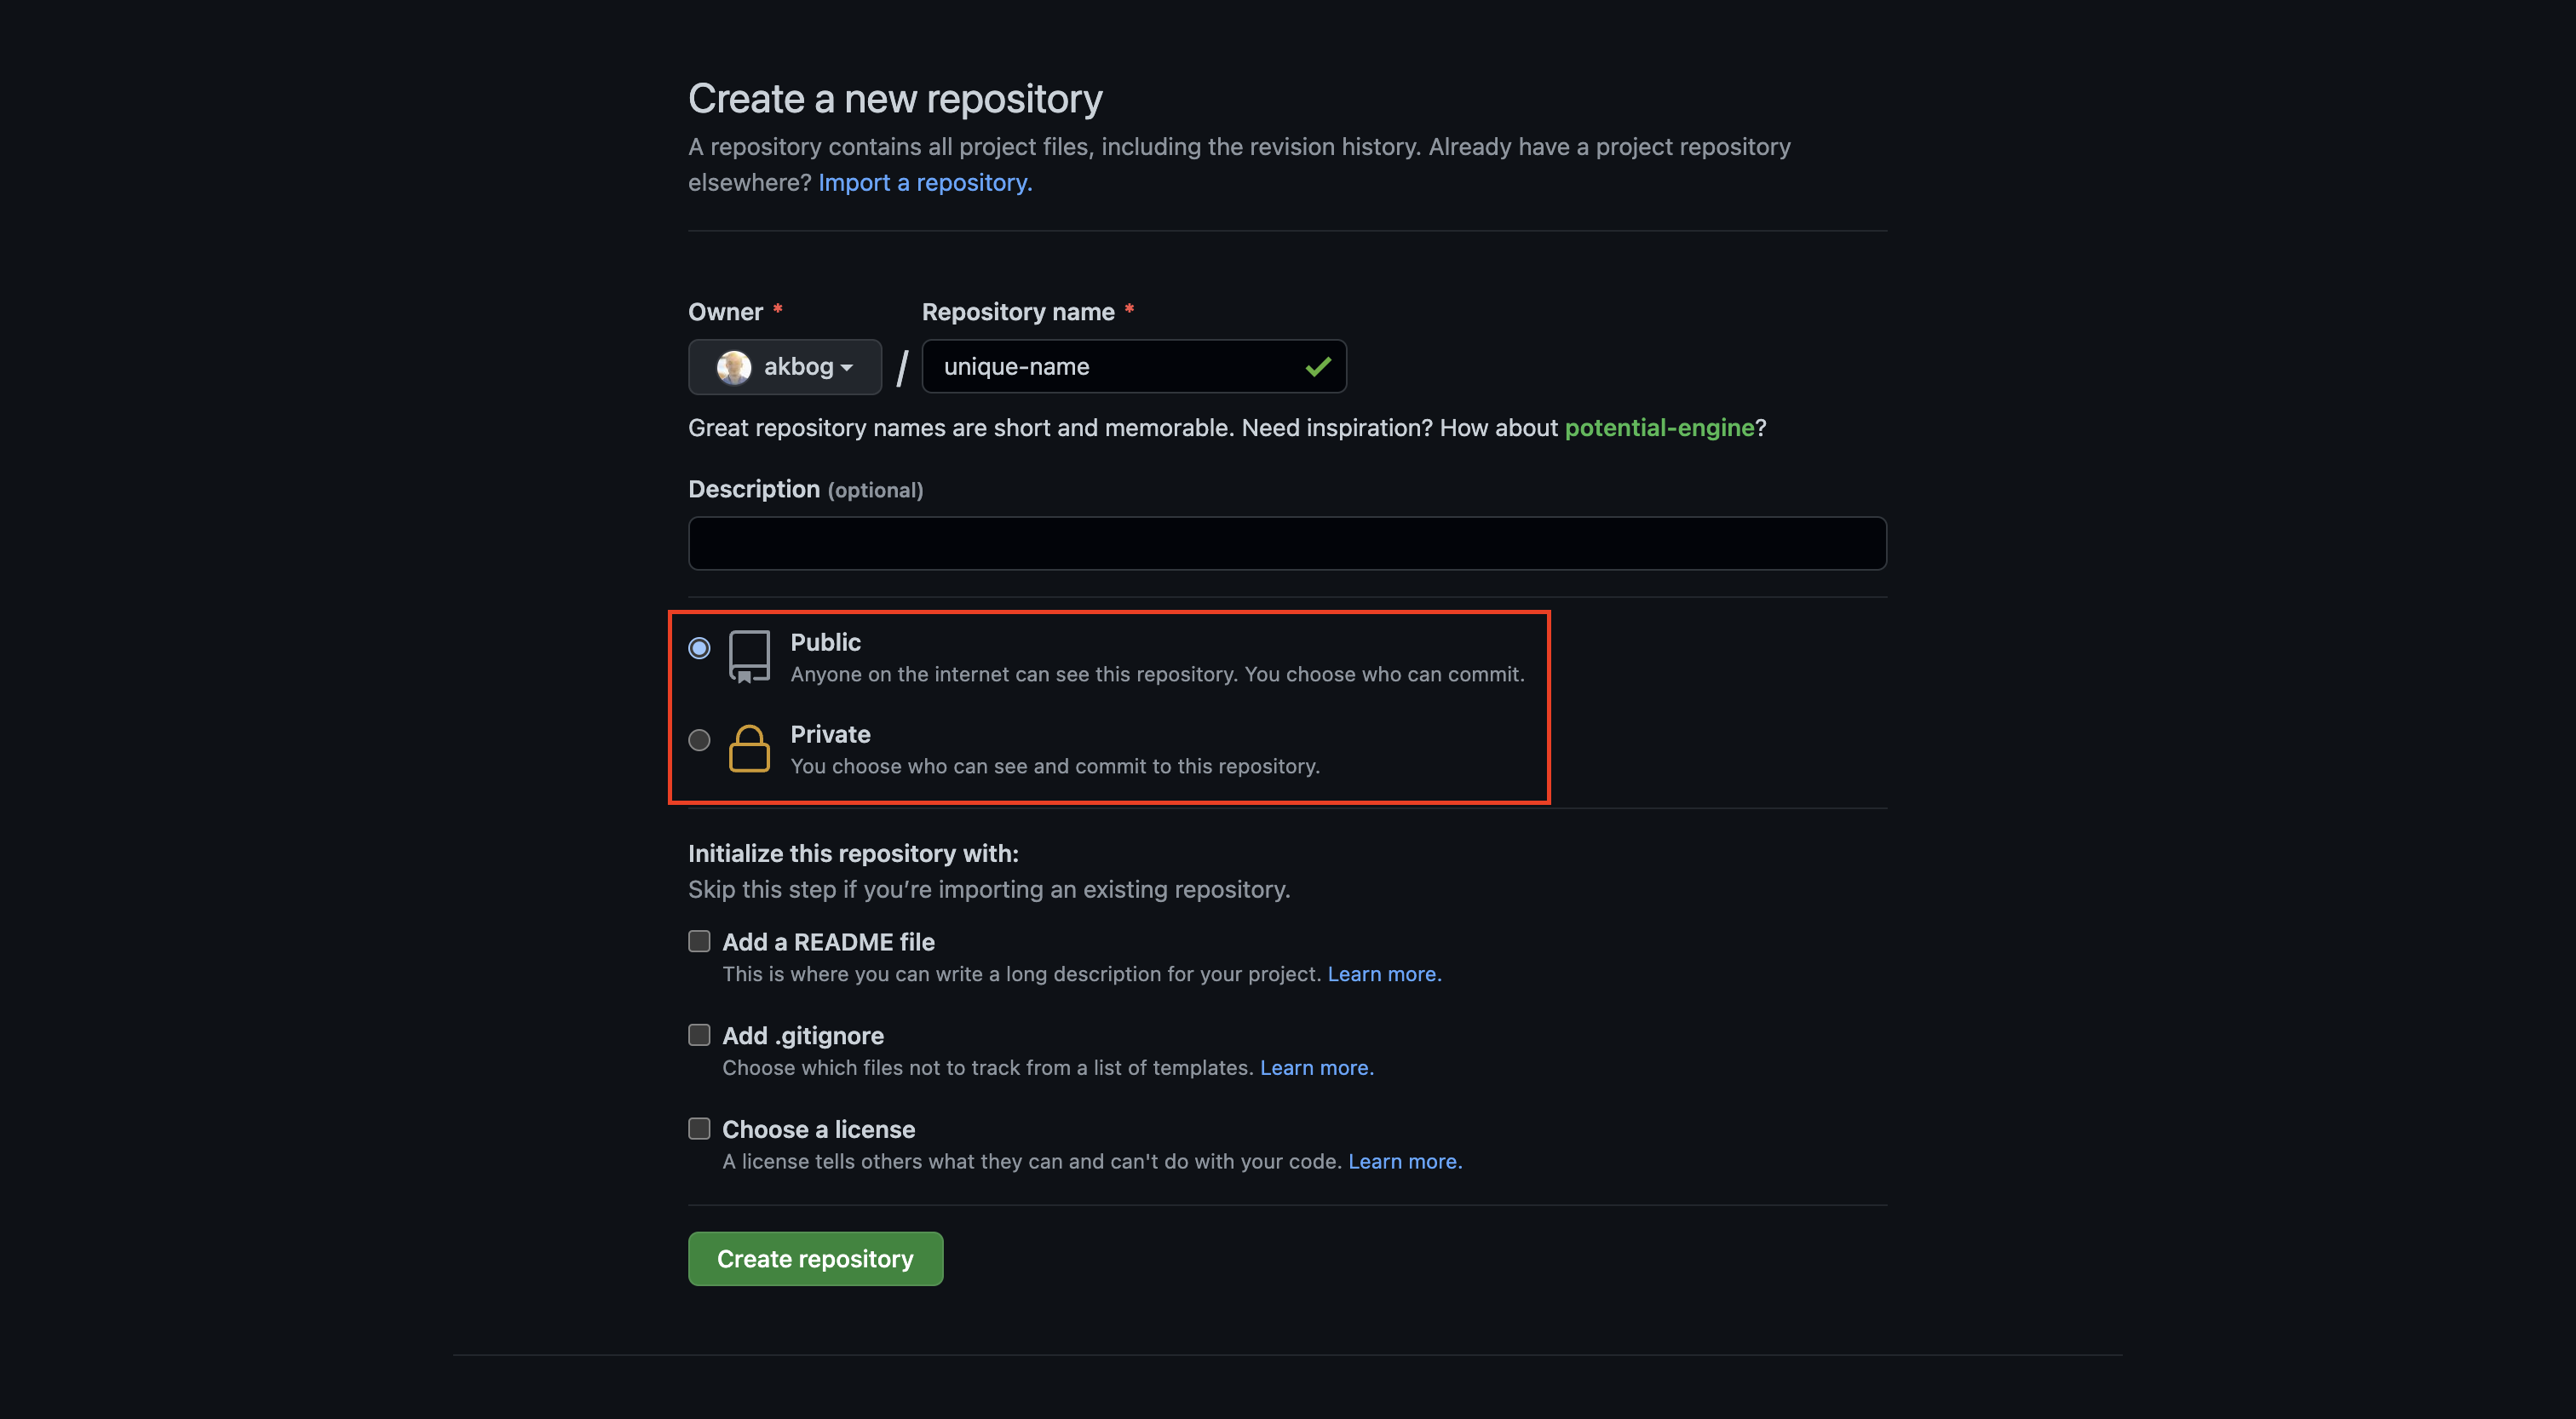 Create a new repository
A repository contains all project files, including the revision history. Already have a project repository
elsewhere? Import a repository.
Owner * Repository name *
akbog / unique-name
Great repository names are short and memorable. Need inspiration? How about potential-engine?
Description (optional)
Public
Anyone on the internet can see this repository. You choose who can commit.
Private
You choose who can see and commit to this repository.
Initialize this repository with:
Skip this step if you’re importing an existing repository.
Add a README file
This is where you can write a long description for your project. Learn more.
Add .gitignore
Choose which files not to track from a list of templates. Learn more.
Choose a license
A license tells others what they can and can't do with your code. Learn more.
Create repository